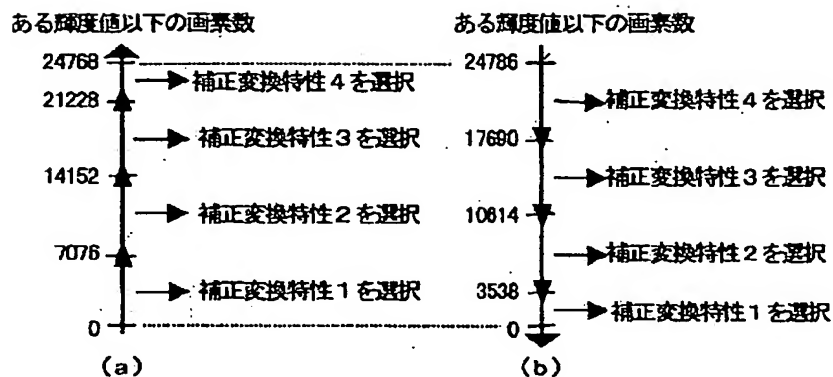 ある輝度値以下の画素数
24768
補正変換特性4を選択
21228
補正変換特性3を選択
14152
補正変換特性2を選択
7076
補正変換特性1を選択
0
(a)
ある輝度値以下の画素数
24786
補正変換特性4を選択
17690
補正変換特性3を選択
10614
補正変換特性2を選択
3538
補正変換特性1を選択
0
(b)